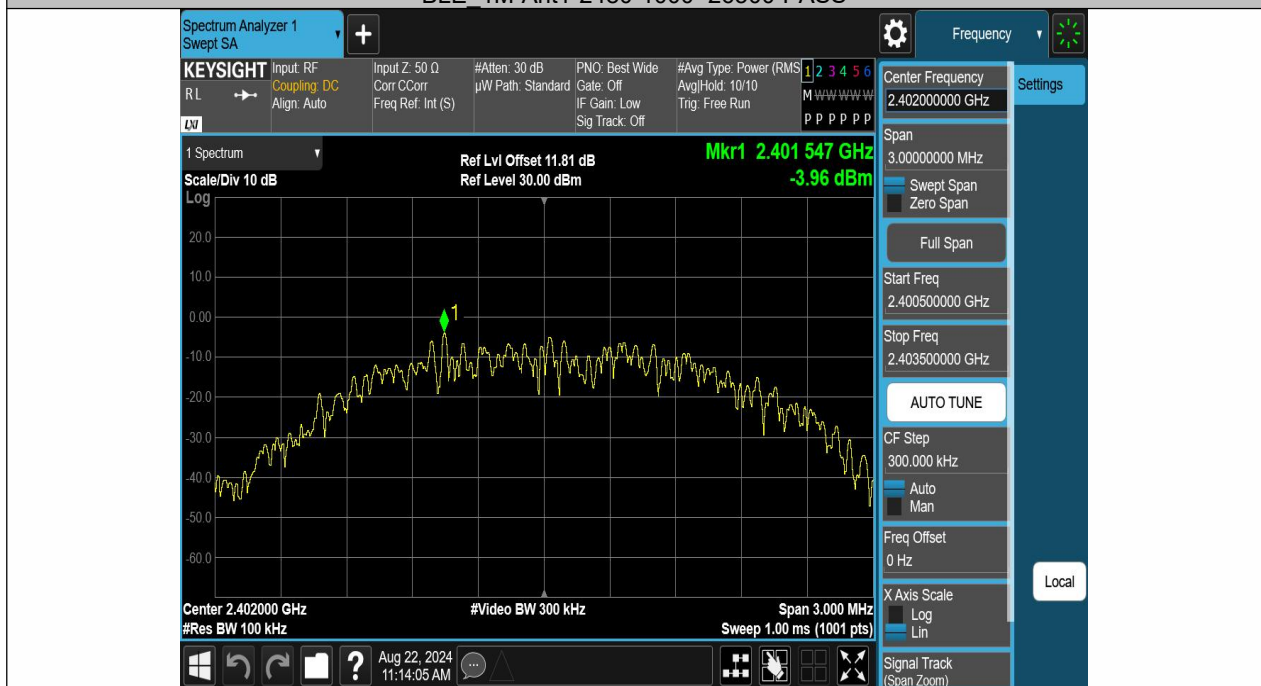 Spectrum Analyzer 1
Swept SA
Frequency
KEYSIGHT
R L
LXI
Input: RF
Coupling: DC
Align: Auto
Input Z: 50 Ω
Corr CCorr
Freq Ref: Int (S)
#Atten: 30 dB
µW Path: Standard
PNO: Best Wide
Gate: Off
IF Gain: Low
Sig Track: Off
#Avg Type: Power (RMS
Avg|Hold: 10/10
Trig: Free Run
1 2 3 4 5 6
M W W W W W
P P P P P P
1 Spectrum
Scale/Div 10 dB
Log
Ref Lvl Offset 11.81 dB
Ref Level 30.00 dBm
Mkr1 2.401 547 GHz
-3.96 dBm
20.0
10.0
0.00
-10.0
-20.0
-30.0
-40.0
-50.0
-60.0
1
Center 2.402000 GHz
#Res BW 100 kHz
#Video BW 300 kHz
Span 3.000 MHz
Sweep 1.00 ms (1001 pts)
Aug 22, 2024
11:14:05 AM
?
Center Frequency
2.402000000 GHz
Settings
Span
3.00000000 MHz
Swept Span
Zero Span
Full Span
Start Freq
2.400500000 GHz
Stop Freq
2.403500000 GHz
AUTO TUNE
CF Step
300.000 kHz
Auto
Man
Freq Offset
0 Hz
Local
X Axis Scale
Log
Lin
Signal Track
(Span Zoom)